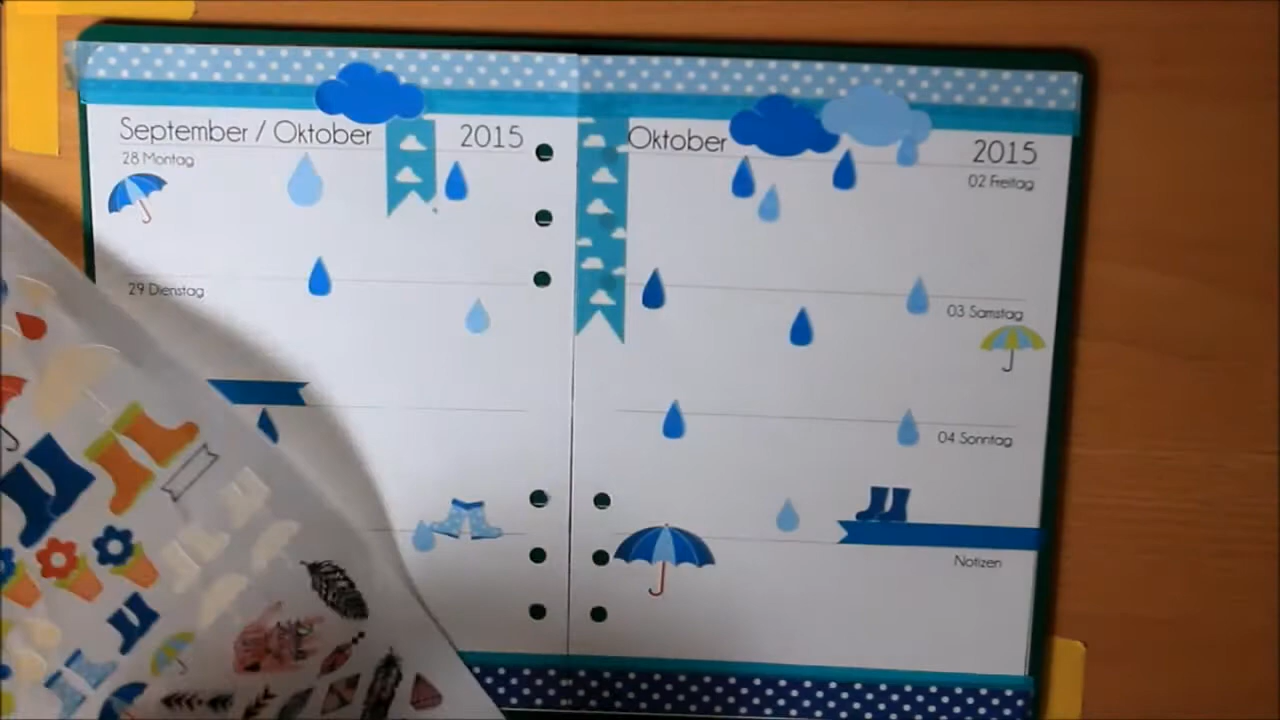 September / Oktober 2015
28 Montag
29 Dienstag
Oktober 2015
02 Freitag
03 Samstag
04 Sonntag
Notizen